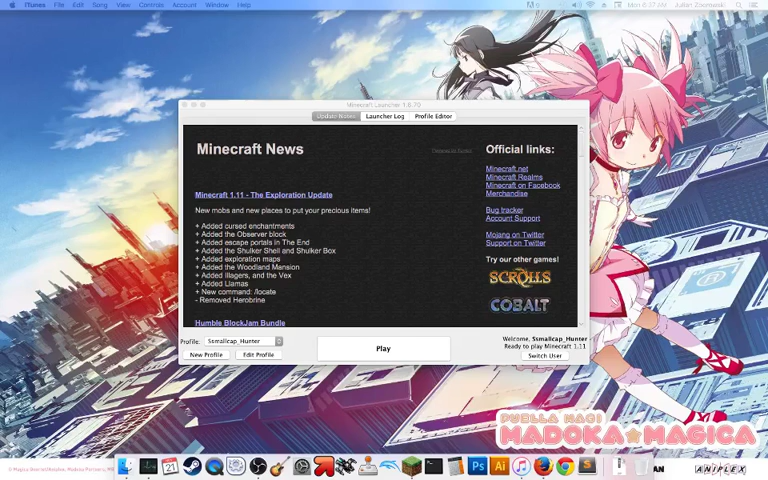 iTunes File Edit Song View Controls Account Window Help
Minecraft Launcher 1.6.70
Update Notes Launcher Log Profile Editor
Minecraft News
Official links:
Minecraft.net
Minecraft Realms
Minecraft on Facebook
Merchandise
Bug tracker
Account Support
Mojang on Twitter
Support on Twitter
Try our other games!
SCROLLS
COBALT
Minecraft 1.11 - The Exploration Update
New mobs and new places to put your precious items!
+ Added cursed enchantments
+ Added the Observer block
+ Added escape portals in The End
+ Added the Shulker Shell and Shulker Box
+ Added exploration maps
+ Added the Woodland Mansion
+ Added Illagers, and the Vex
+ Added Llamas
+ New command: /locate
- Removed Herobrine
Humble BlockJam Bundle
Profile: Ssmallcap_Hunter
New Profile Edit Profile
Play
Welcome, Ssmallcap_Hunter
Ready to play Minecraft 1.11
Switch User
PUELLA MAGI
MADOKA★MAGICA
21
Ps Ai
ANIPLEX